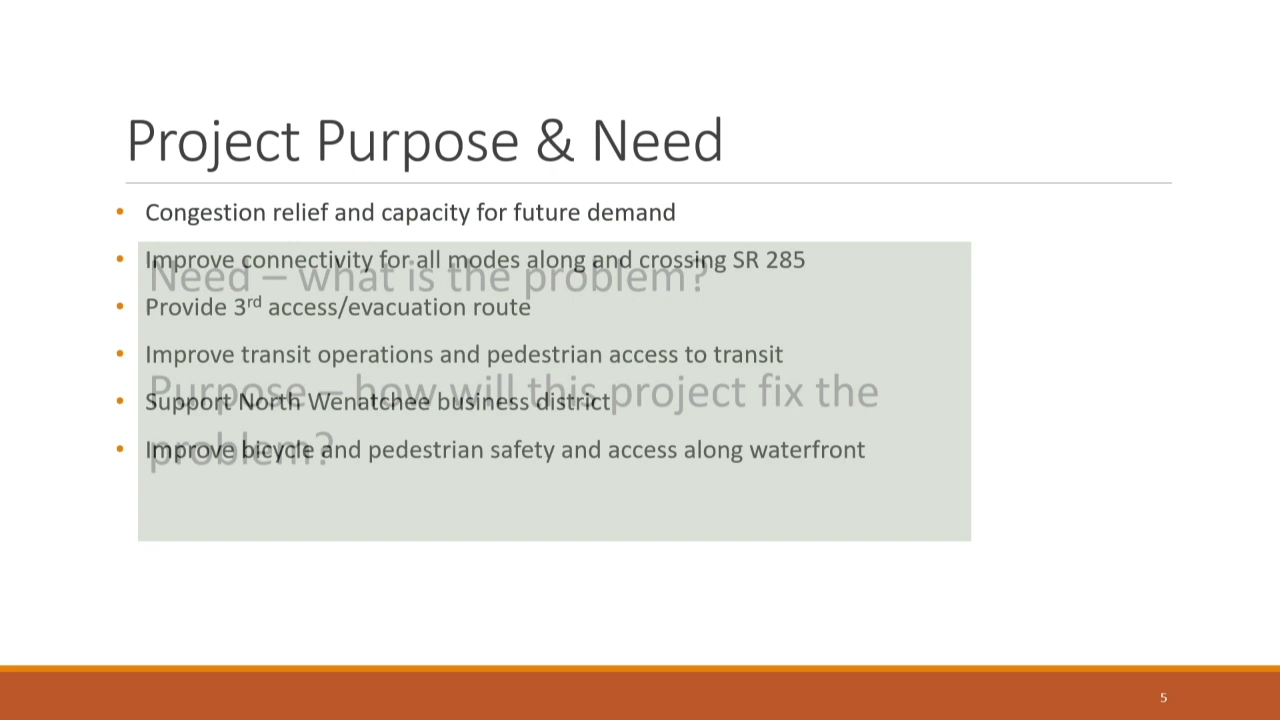 Project Purpose & Need
• Congestion relief and capacity for future demand
• Improve connectivity for all modes along and crossing SR 285
Need – what is the problem?
• Provide 3rd access/evacuation route
• Improve transit operations and pedestrian access to transit
Purpose – how will this project fix the
• Support North Wenatchee business district
problem?
• Improve bicycle and pedestrian safety and access along waterfront
5